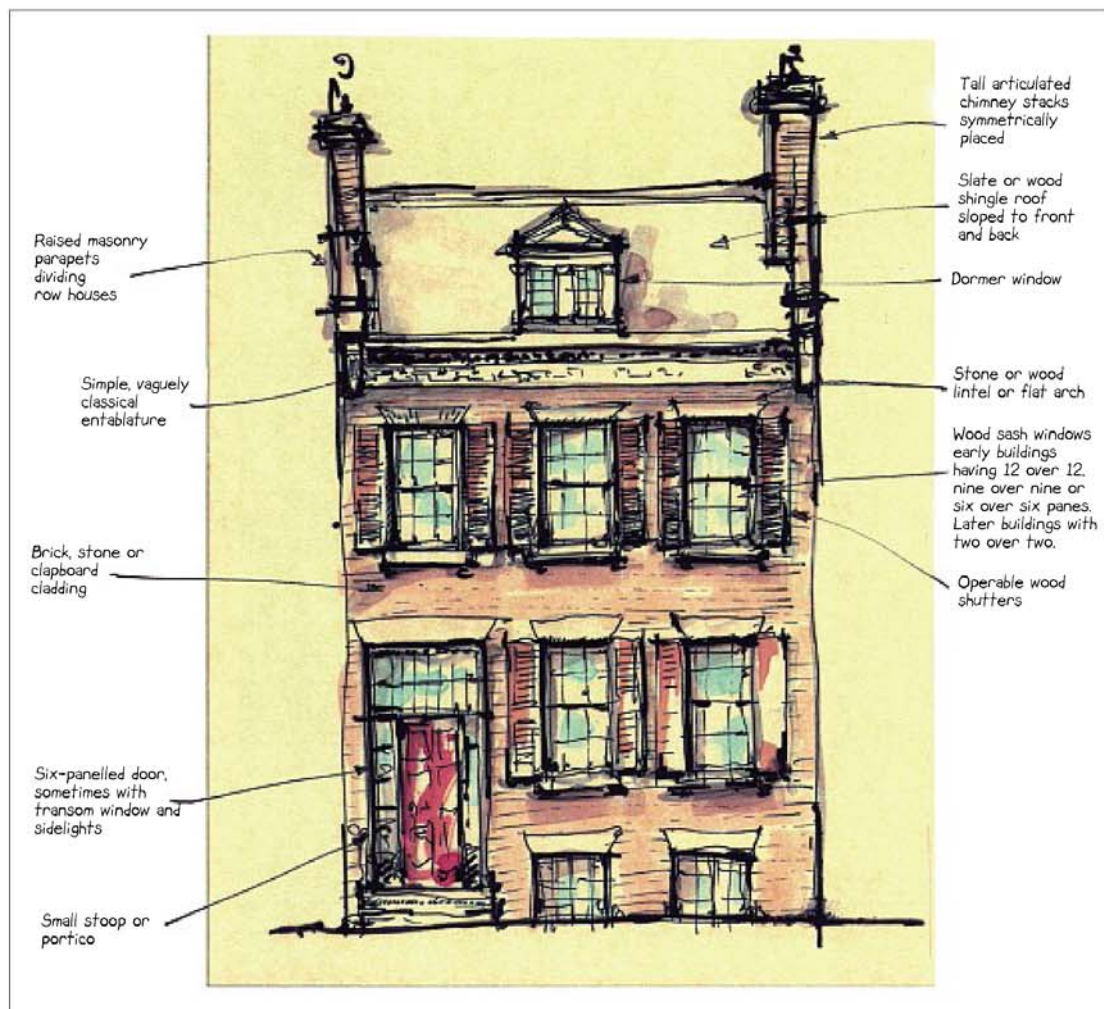 Raised masonry
parapets
dividing
row houses
Simple, vaguely
classical
entablature
Brick, stone or
clapboard
cladding
Six-panelled door,
sometimes with
transom window and
sidelights
Small stoop or
portico
Tall articulated
chimney stacks
symmetrically
placed
Slate or wood
shingle roof
sloped to front
and back
Dormer window
Stone or wood
lintel or flat arch
Wood sash windows
early buildings
having 12 over 12,
nine over nine or
six over six panes.
Later buildings with
two over two.
Operable wood
shutters